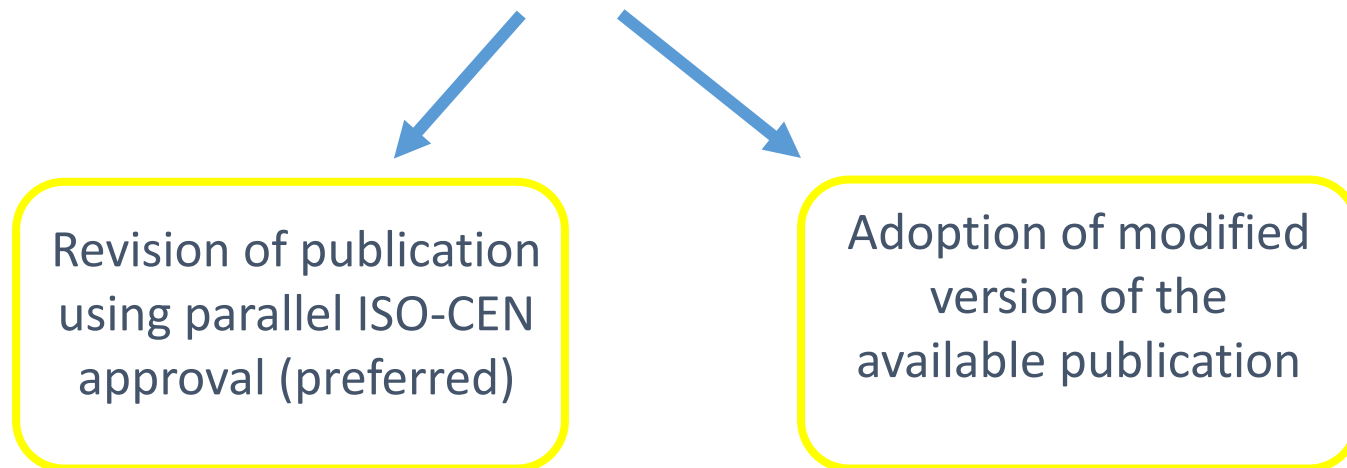 Revision of publication
using parallel ISO-CEN
approval (preferred)
Adoption of modified
version of the
available publication